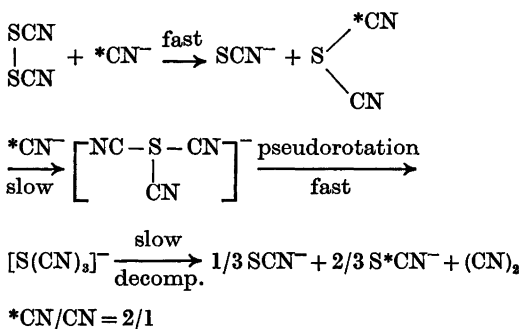 SCN
SCN + *CN⁻ fast → SCN⁻ + S *CN CN
*CN⁻ slow → [NC – S – CN CN]⁻ pseudorotation fast →
[S(CN)₃]⁻ slow decomp. → 1/3 SCN⁻ + 2/3 S*CN⁻ + (CN)₂
*CN/CN = 2/1